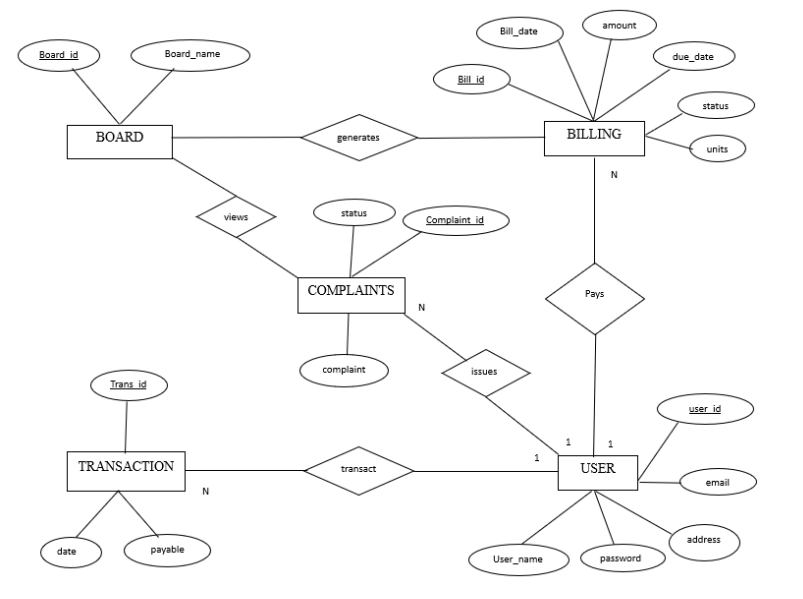 Bill_date
amount
Board_id
Board_name
due_date
Bill_id
status
BOARD
generates
BILLING
units
N
views
status
Complaint_id
COMPLAINTS
N
Pays
complaint
issues
Trans_id
user_id
1
1
1
TRANSACTION
transact
USER
N
email
date
payable
User_name
password
address